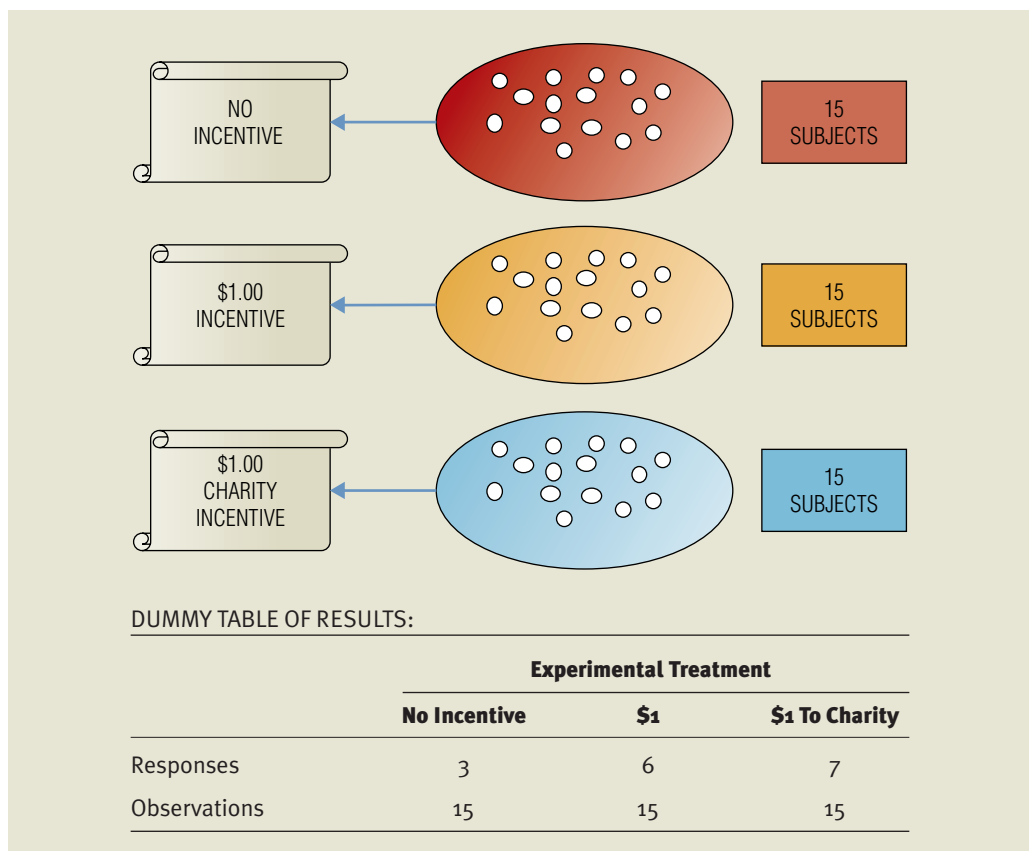 NO
INCENTIVE
15
SUBJECTS
$1.00
INCENTIVE
15
SUBJECTS
$1.00
CHARITY
INCENTIVE
15
SUBJECTS
DUMMY TABLE OF RESULTS:
Experimental Treatment
No Incentive $1 $1 To Charity
Responses 3 6 7
Observations 15 15 15